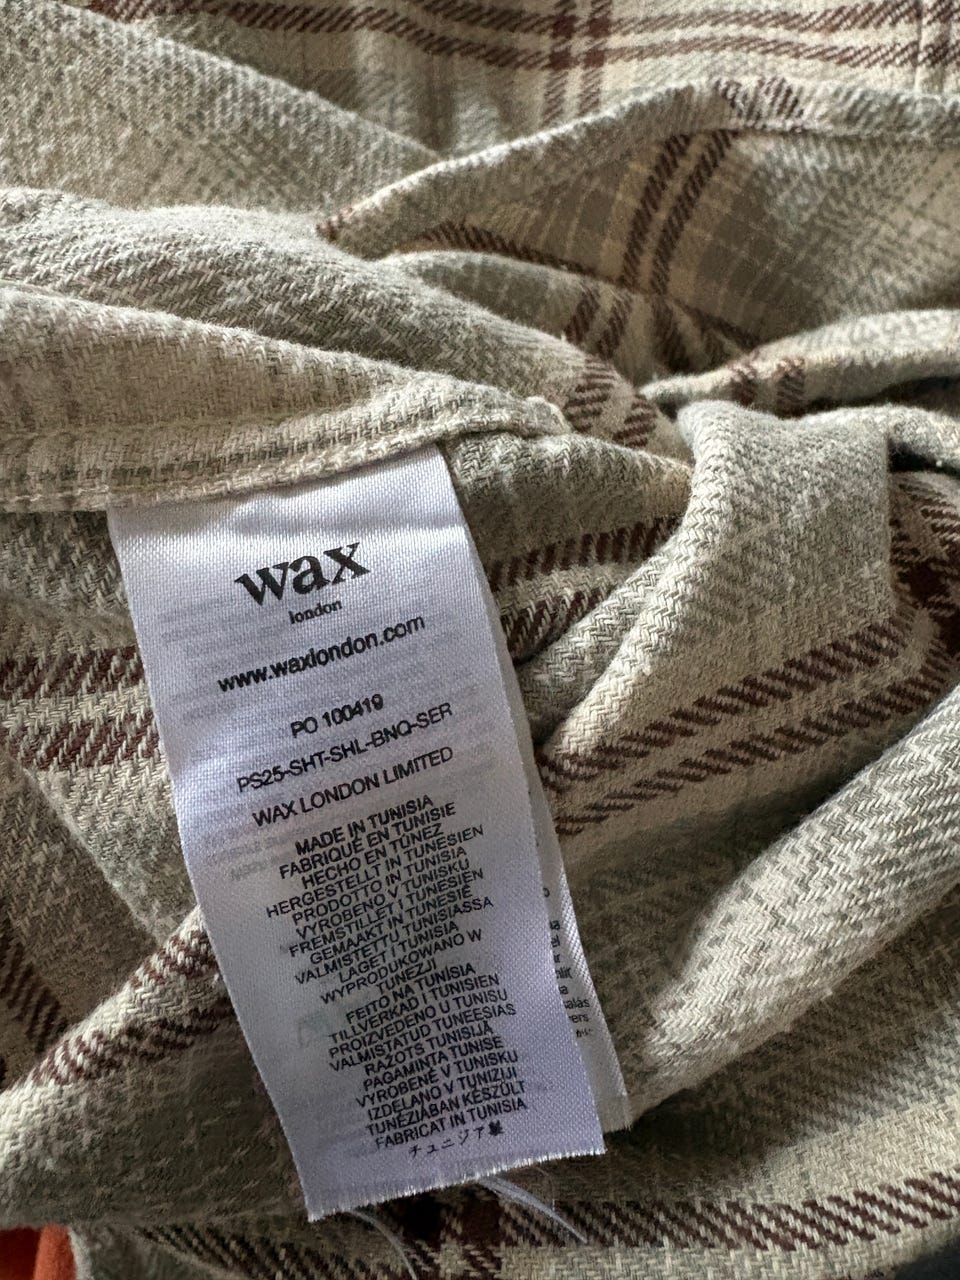 wax
london
www.waxlondon.com
PO 100419
PS25-SHT-SHL-BNQ-SER
WAX LONDON LIMITED
MADE IN TUNISIA
FABRIQUÉ EN TUNISIE
HECHO EN TÚNEZ
HERGESTELLT IN TUNESIEN
PRODOTTO IN TUNISIA
VYROBENO V TUNISKU
FREMSTILLET I TUNESIEN
GEMAAKT IN TUNESIË
VALMISTETTU TUNISIASSA
LAGET I TUNISIA
WYPRODUKOWANO W
TUNEZJI
FEITO NA TUNÍSIA
TILLVERKAD I TUNISIEN
PROIZVEDENO U TUNISU
VALMISTATUD TUNEESIAS
RAŽOTS TUNISIJĀ
PAGAMINTA TUNISE
VYROBENÉ V TUNISKU
IZDELANO V TUNIZIJI
TUNÉZIÁBAN KÉSZÜLT
FABRICAT IN TUNISIA
チュニジア製